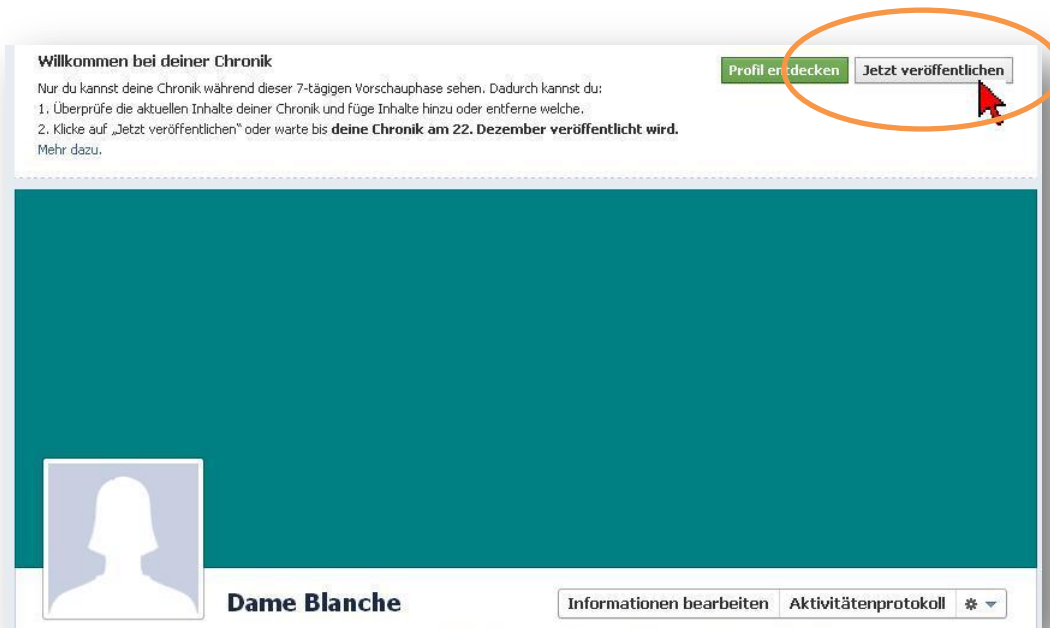 Willkommen bei deiner Chronik
Profil entdecken
Jetzt veröffentlichen
Nur du kannst deine Chronik während dieser 7-tägigen Vorschauphase sehen. Dadurch kannst du:
1. Überprüfe die aktuellen Inhalte deiner Chronik und füge Inhalte hinzu oder entferne welche.
2. Klicke auf „Jetzt veröffentlichen“ oder warte bis deine Chronik am 22. Dezember veröffentlicht wird.
Mehr dazu.
Dame Blanche
Informationen bearbeiten
Aktivitätenprotokoll